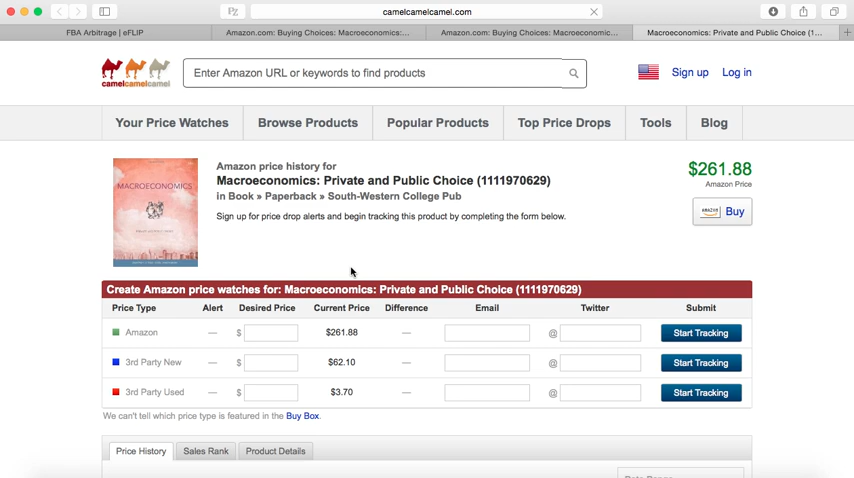 camelcamelcamel.com
FBA Arbitrage | eFLIP
Amazon.com: Buying Choices: Macroeconomics:...
Amazon.com: Buying Choices: Macroeconomic...
Macroeconomics: Private and Public Choice (1...
camelcamelcamel
Enter Amazon URL or keywords to find products
Sign up Log in
Your Price Watches Browse Products Popular Products Top Price Drops Tools Blog
MACROECONOMICS
Amazon price history for
Macroeconomics: Private and Public Choice (1111970629)
in Book » Paperback » South-Western College Pub
Sign up for price drop alerts and begin tracking this product by completing the form below.
$261.88
Amazon Price
amazon Buy
Create Amazon price watches for: Macroeconomics: Private and Public Choice (1111970629)
Price Type Alert Desired Price Current Price Difference Email Twitter Submit
Amazon — $ $261.88 — @ Start Tracking
3rd Party New — $ $62.10 — @ Start Tracking
3rd Party Used — $ $3.70 — @ Start Tracking
We can't tell which price type is featured in the Buy Box.
Price History Sales Rank Product Details
Date Range